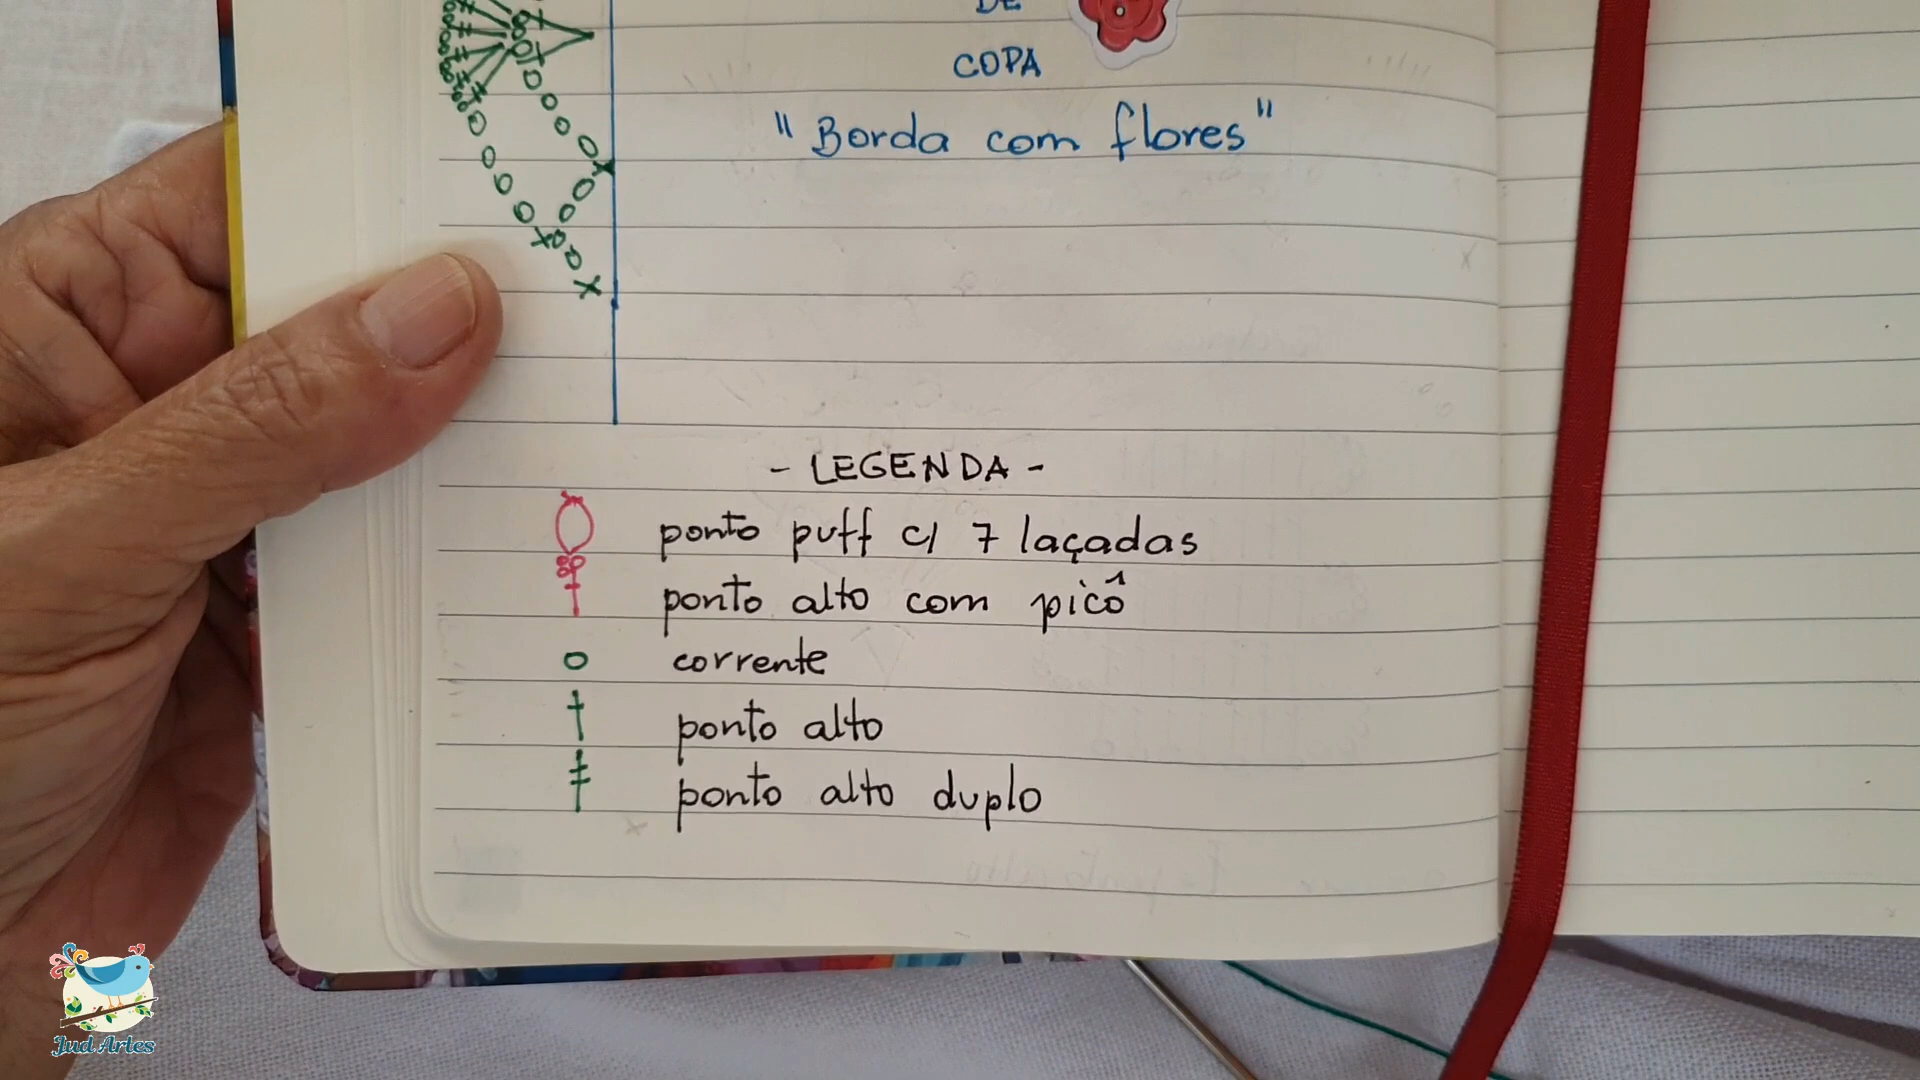 DE
COPA
"Borda com flores"
- LEGENDA -
ponto puff c/ 7 laçadas
ponto alto com picô
corrente
ponto alto
ponto alto duplo
Jud Artes